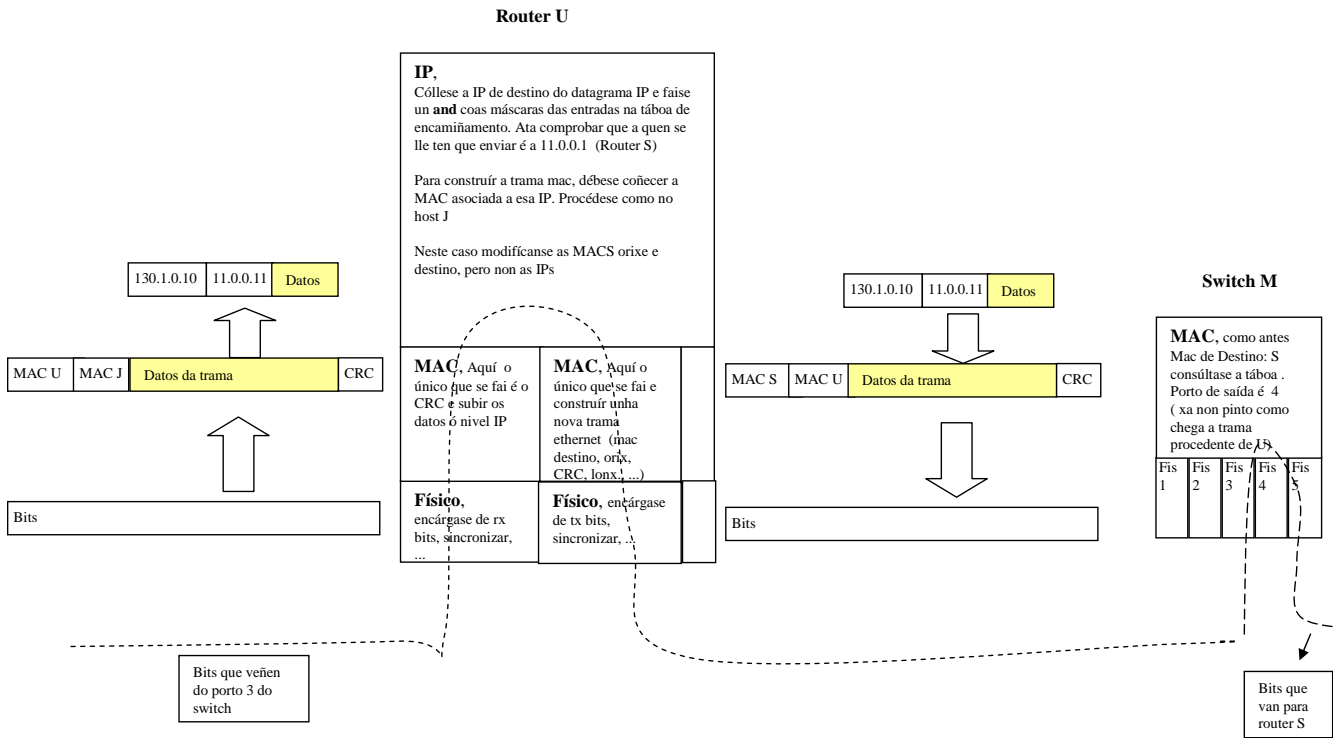 Router U
IP,
Cóllese a IP de destino do datagrama IP e faise
un and coas máscaras das entradas na táboa de
encamiñamento. Ata comprobar que a quen se
lle ten que enviar é a 11.0.0.1 (Router S)
Para construír a trama mac, débese coñecer a
MAC asociada a esa IP. Procédese como no
host J
Neste caso modifícanse as MACS orixe e
destino, pero non as IPs
130.1.0.10 11.0.0.11 Datos
MAC U MAC J Datos da trama CRC
Bits
MAC, Aquí o
único que se fai é o
CRC e subir os
datos ó nivel IP
MAC, Aquí o
único que se fai e
construír unha
nova trama
ethernet (mac
destino, orix,
CRC, lonx., ...)
Físico,
encárgase de rx
bits, sincronizar,
...
Físico, encárgase
de tx bits,
sincronizar, ...
130.1.0.10 11.0.0.11 Datos
MAC S MAC U Datos da trama CRC
Bits
Switch M
MAC, como antes
Mac de Destino: S
consúltase a táboa .
Porto de saída é 4
( xa non pinto como
chega a trama
procedente de U)
Fis 1
Fis 2
Fis 3
Fis 4
Fis 5
Bits que veñen
do porto 3 do
switch
Bits que
van para
router S